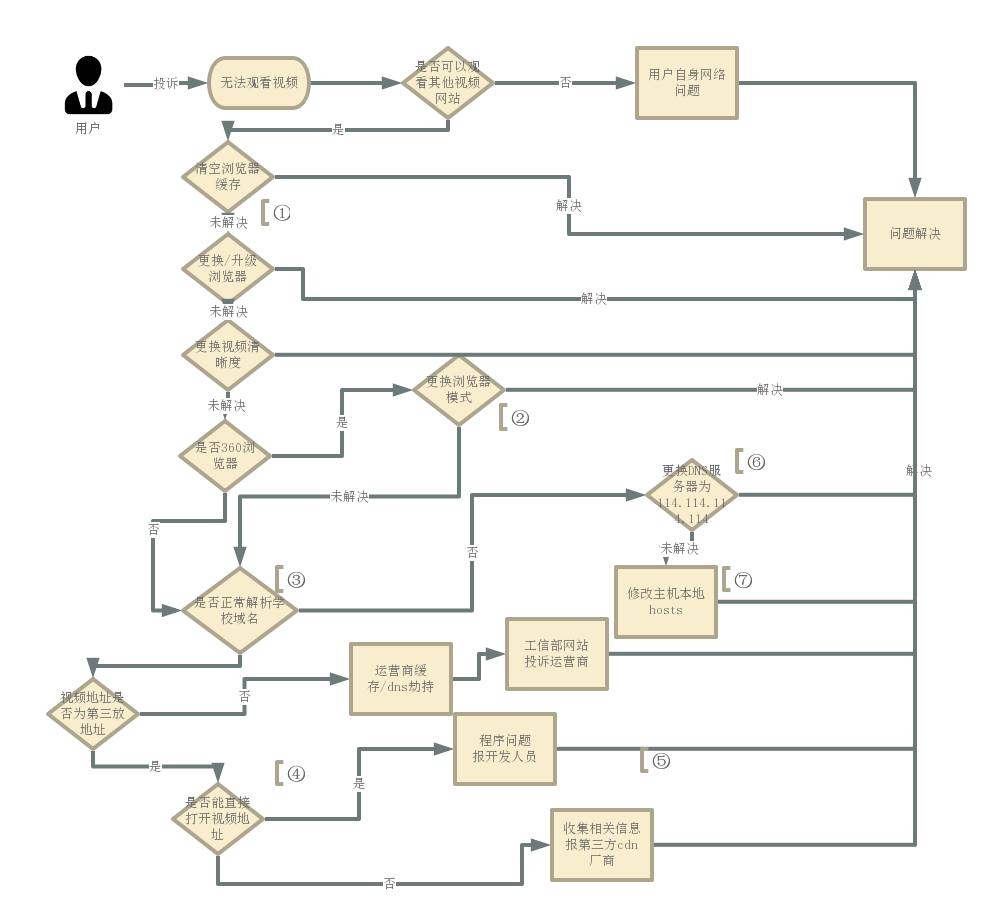 用户
投诉
无法观看视频
是否可以观
看其他视频
网站
否
用户自身网络
问题
是
清空浏览器
缓存
①
解决
问题解决
未解决
更换/升级
浏览器
解决
未解决
更换视频清
晰度
未解决
更换浏览器
模式
②
解决
是
是否360浏
览器
未解决
否
更换DNS服
务器为
114.114.11
4.114
⑥
解决
否
未解决
③
是否正常解析学
校域名
修改主机本地
hosts
⑦
工信部网站
投诉运营商
运营商缓
存/dns劫持
否
视频地址是
否为第三放
地址
程序问题
报开发人员
⑤
是
④
是
是否能直接
打开视频地
址
收集相关信息
报第三方cdn
厂商
否